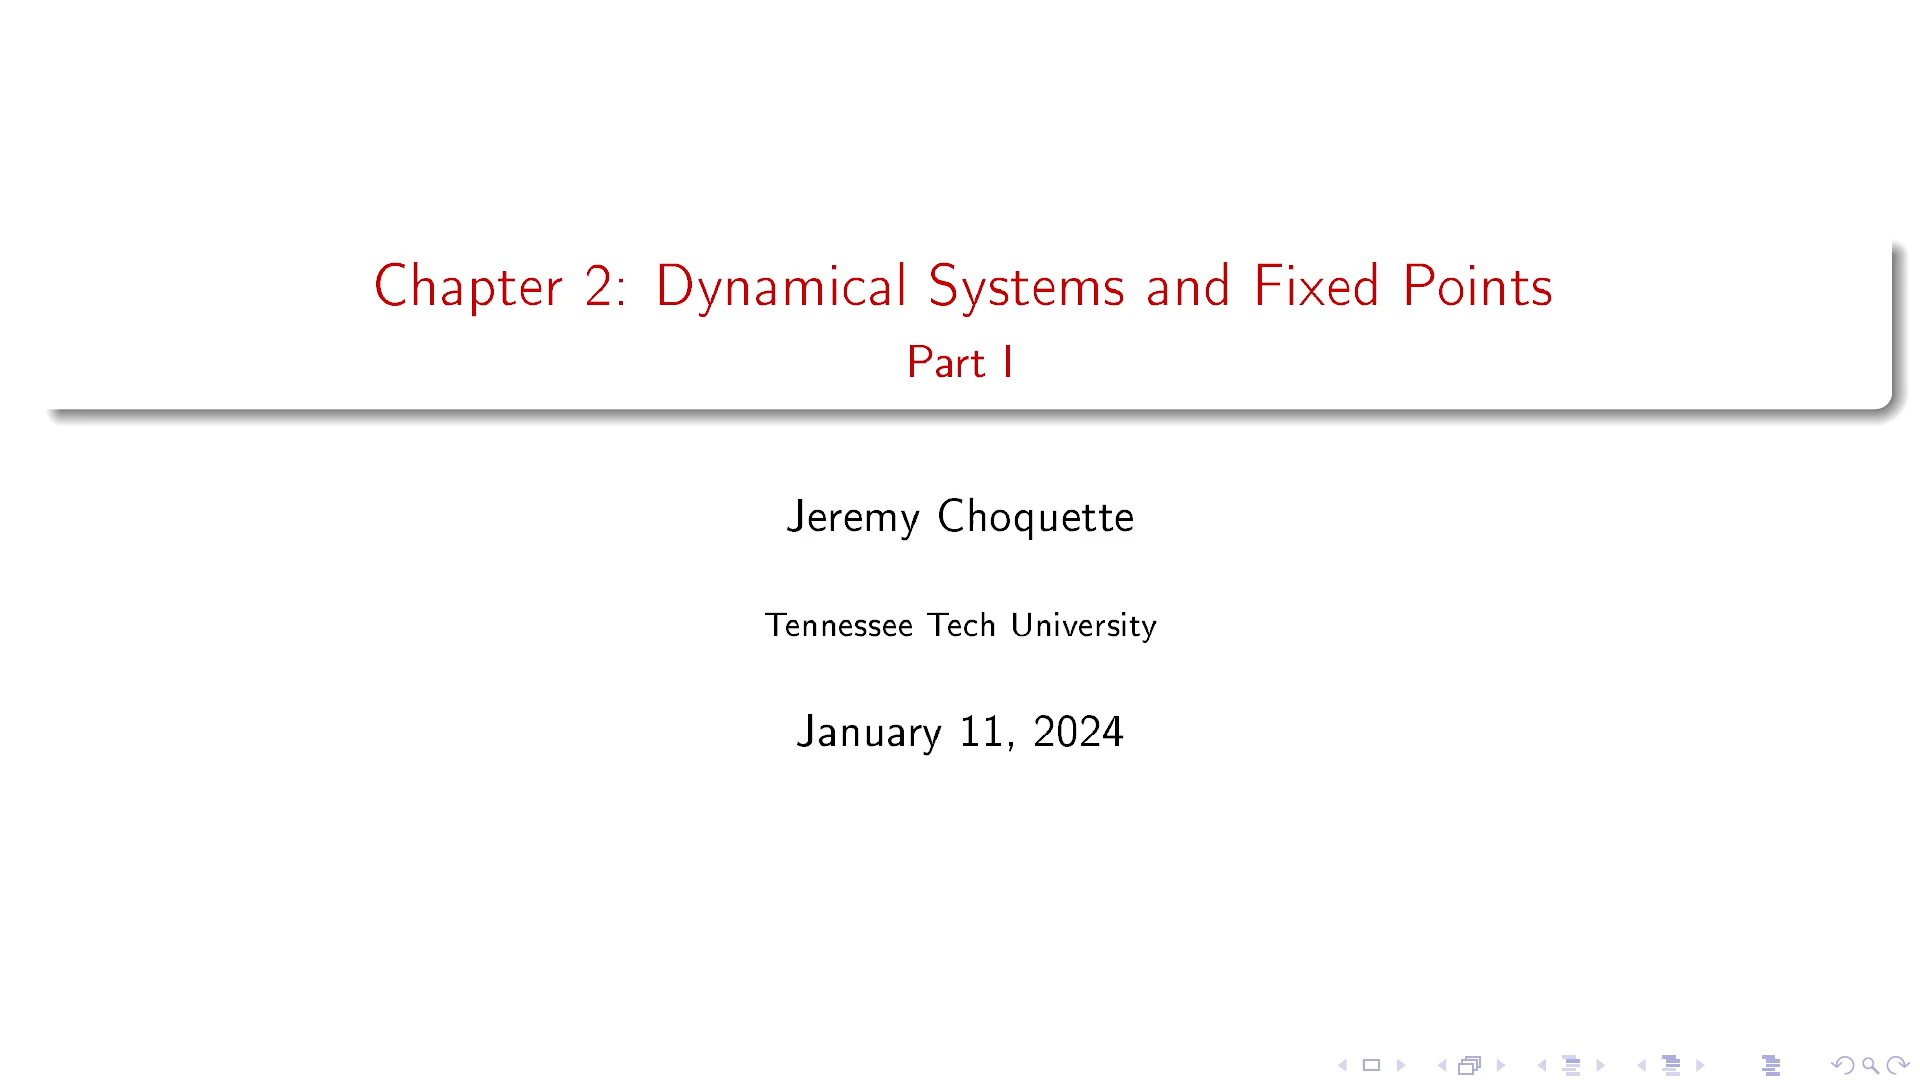 Chapter 2: Dynamical Systems and Fixed Points
Part I
Jeremy Choquette
Tennessee Tech University
January 11, 2024